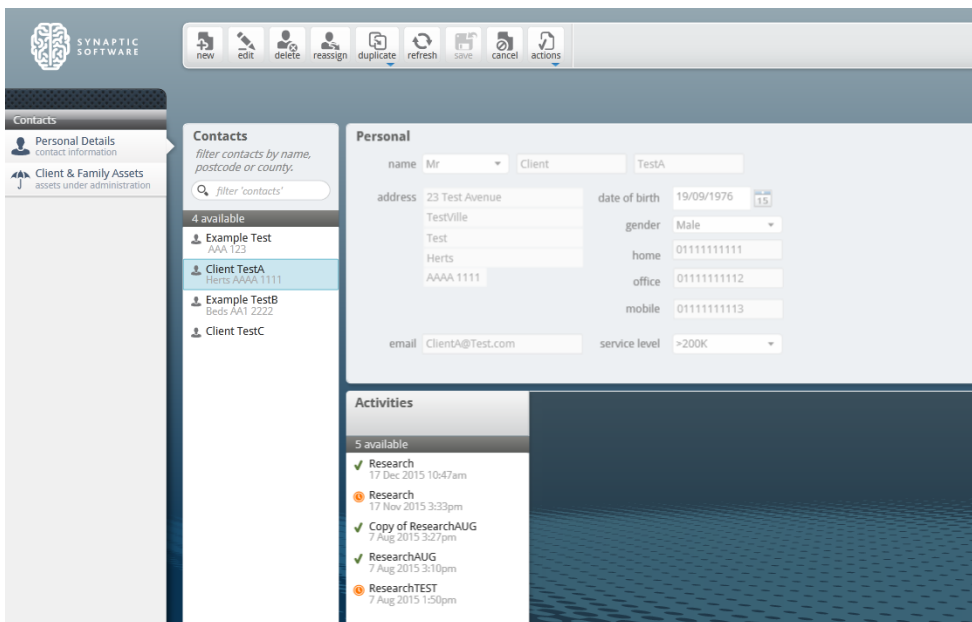 SYNAPTIC
SOFTWARE
new edit delete reassign duplicate refresh save cancel actions
Contacts
Personal Details
contact information
Client & Family Assets
assets under administration
Contacts
filter contacts by name,
postcode or county.
filter 'contacts'
4 available
Example Test
AAA 123
Client TestA
Herts AAAA 1111
Example TestB
Beds AA1 2222
Client TestC
Personal
name Mr Client TestA
address 23 Test Avenue
TestVille
Test
Herts
AAAA 1111
email ClientA@Test.com
date of birth 19/09/1976 15
gender Male
home 01111111111
office 01111111112
mobile 01111111113
service level >200K
Activities
5 available
Research
17 Dec 2015 10:47am
Research
17 Nov 2015 3:33pm
Copy of ResearchAUG
7 Aug 2015 3:27pm
ResearchAUG
7 Aug 2015 3:10pm
ResearchTEST
7 Aug 2015 1:50pm